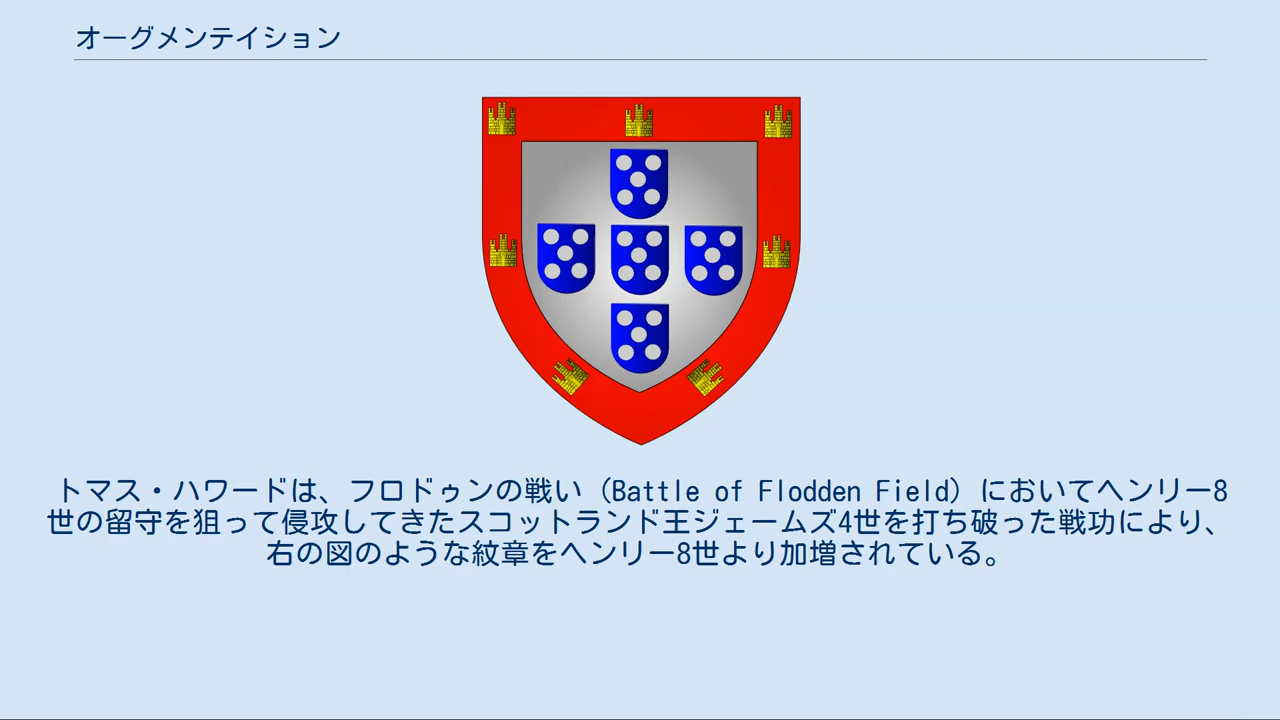 オーグメンテイション
トマス・ハワードは、フロドゥンの戦い（Battle of Flodden Field）においてヘンリー8
世の留守を狙って侵攻してきたスコットランド王ジェームズ4世を打ち破った戦功により、
右の図のような紋章をヘンリー8世より加増されている。